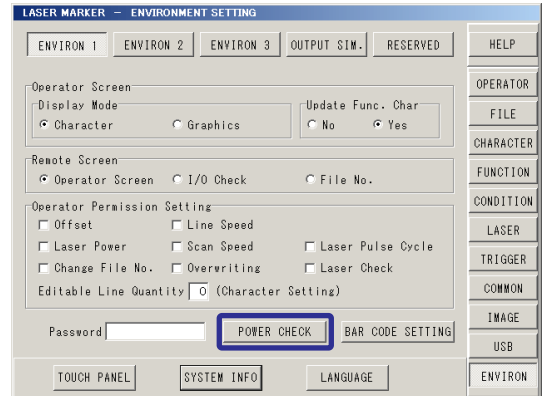 LASER MARKER − ENVIRONMENT SETTING
ENVIRON 1 ENVIRON 2 ENVIRON 3 OUTPUT SIM. RESERVED HELP
Operator Screen OPERATOR
Display Mode Update Func. Char FILE
Character Graphics No Yes
CHARACTER
Remote Screen FUNCTION
Operator Screen I/O Check File No.
Operator Permission Setting CONDITION
Offset Line Speed LASER
Laser Power Scan Speed Laser Pulse Cycle TRIGGER
Change File No. Overwriting Laser Check
Editable Line Quantity 0 (Character Setting) COMMON
IMAGE
Password POWER CHECK BAR CODE SETTING
USB
TOUCH PANEL SYSTEM INFO LANGUAGE ENVIRON